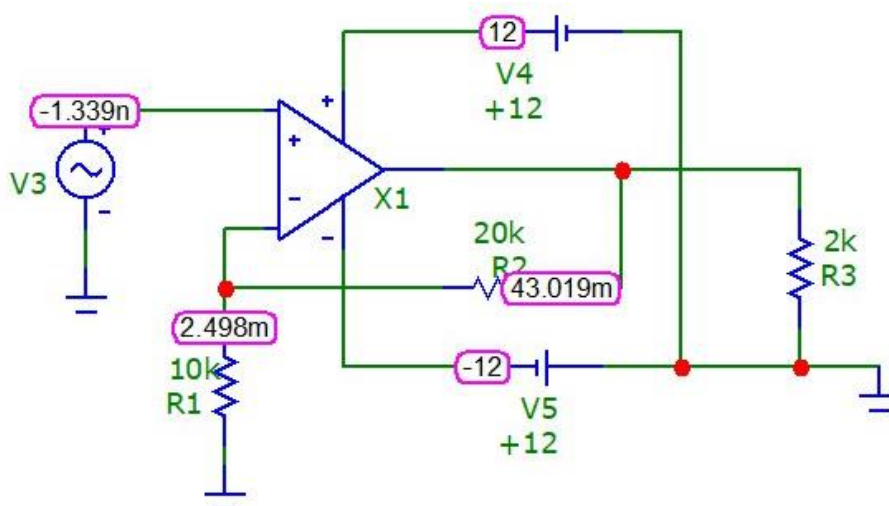 12
V4
+12
-1.339n
+
+
V3
-
+
-
X1
-
20k
R2
43.019m
2k
R3
2.498m
10k
R1
-12
V5
+12